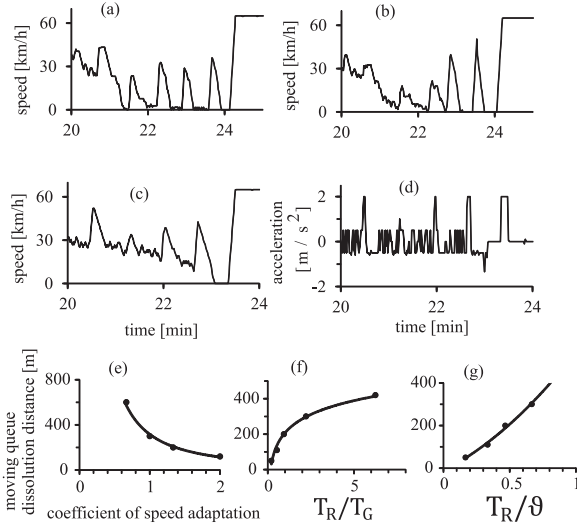 (a)
(b)
speed [km/h]
60
30
0
20
22
24
speed [km/h]
60
30
0
20
22
24
(c)
(d)
speed [km/h]
60
30
0
20
22
24
time [min]
acceleration
[m / s²]
2
0
-2
20
22
24
time [min]
(e)
(f)
(g)
moving queue
dissolution distance [m]
800
400
0
0
1
2
coefficient of speed adaptation
400
200
0
0
6
T_R/T_G
400
200
0
0
0.5
1
T_R/ϑ